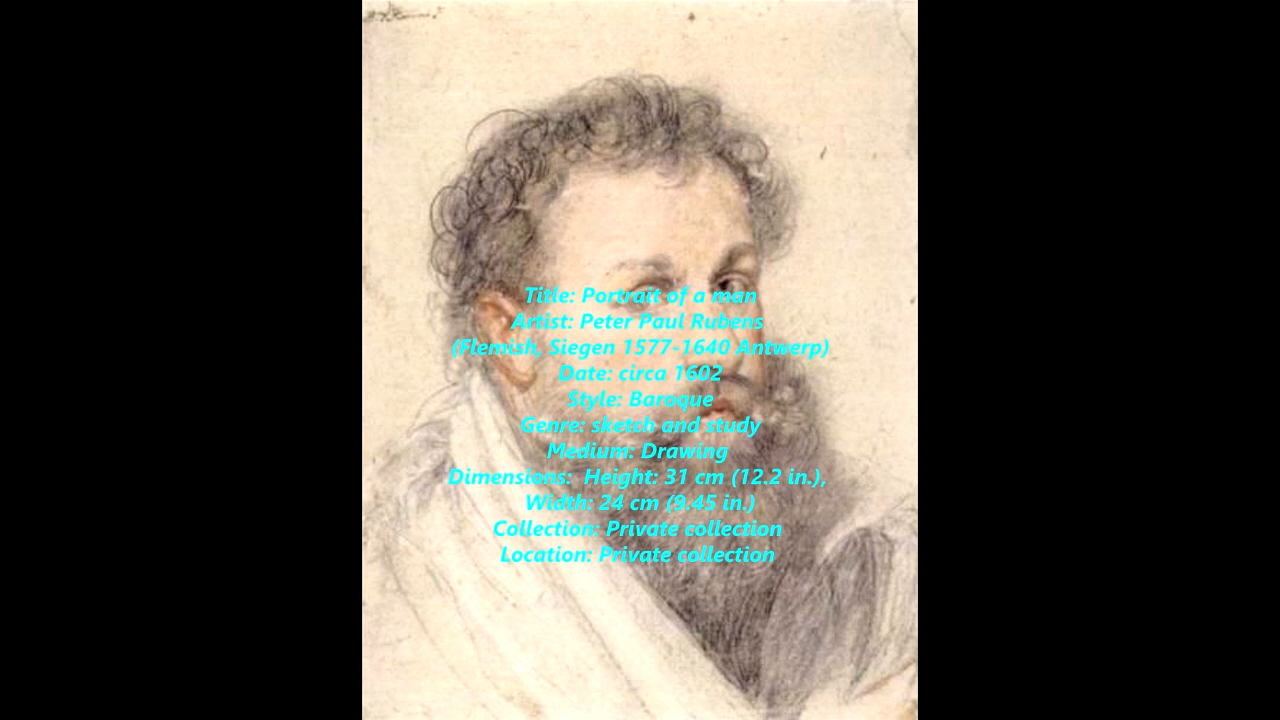 Title: Portrait of a man
Artist: Peter Paul Rubens
(Flemish, Siegen 1577-1640 Antwerp)
Date: circa 1602
Style: Baroque
Genre: sketch and study
Medium: Drawing
Dimensions:  Height: 31 cm (12.2 in.),
Width: 24 cm (9.45 in.)
Collection: Private collection
Location: Private collection